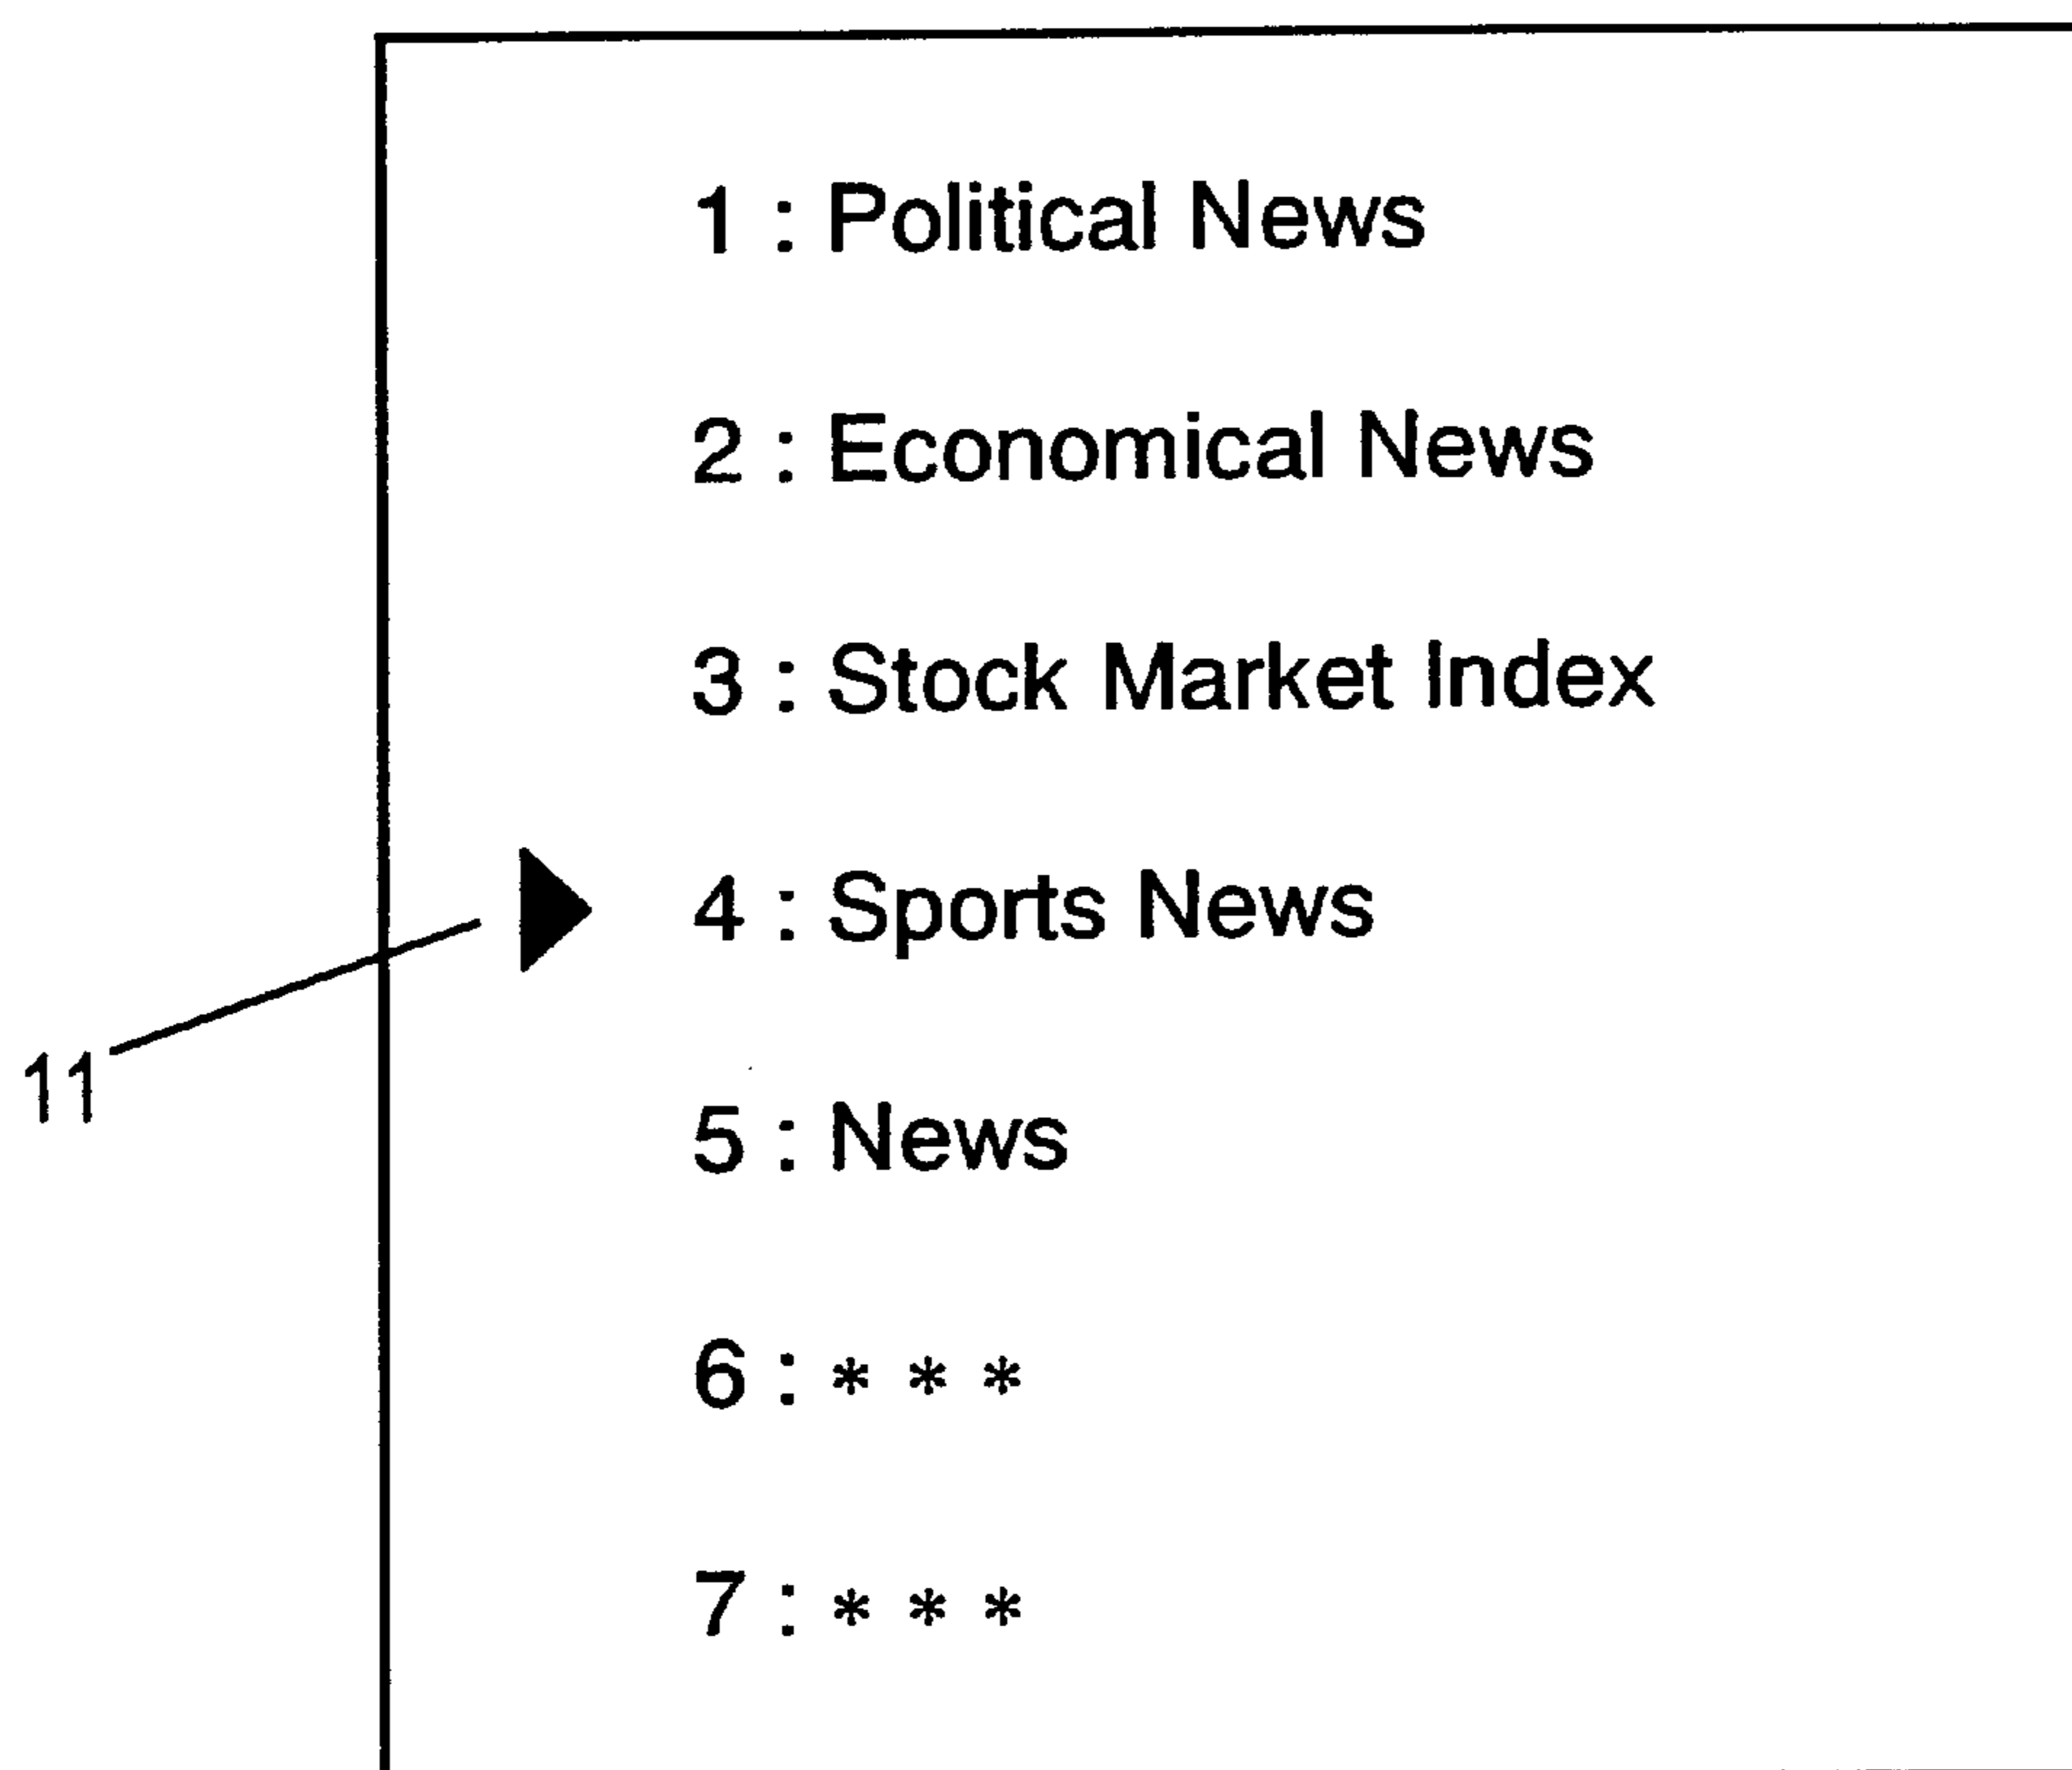 1 : Political News
2 : Economical News
3 : Stock Market Index
4 : Sports News
11
5 : News
6 : * * *
7 : * * *